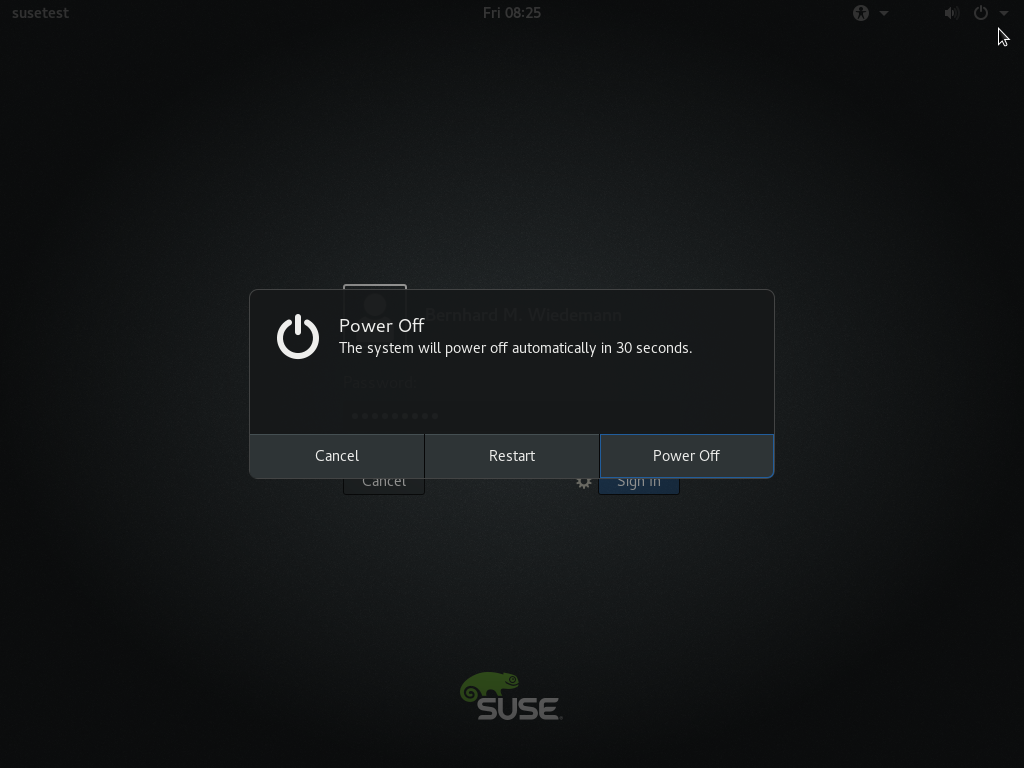 susetest
Fri 08:25
Bernhard M. Wiedemann
Power Off
The system will power off automatically in 30 seconds.
Password:
Cancel
Restart
Power Off
Cancel
Sign In
SUSE